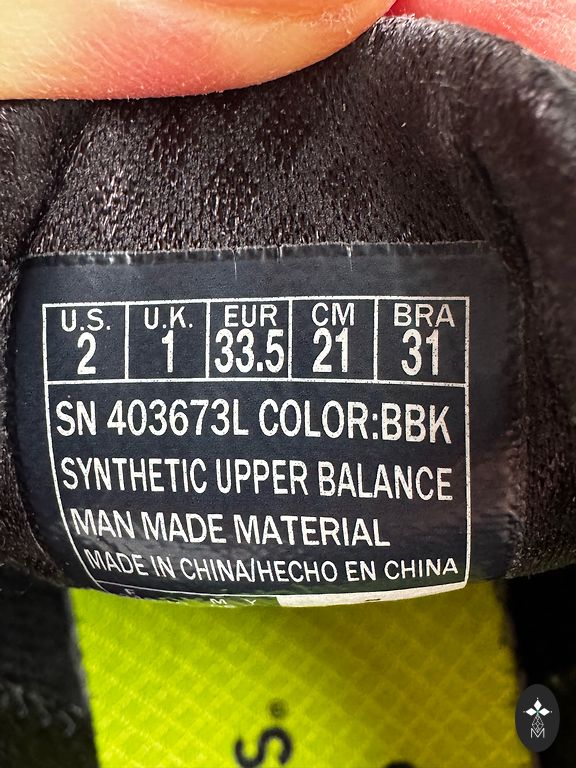 U.S. U.K. EUR CM BRA
2 1 33.5 21 31
SN 403673L COLOR:BBK
SYNTHETIC UPPER BALANCE
MAN MADE MATERIAL
MADE IN CHINA/HECHO EN CHINA
S.®
M